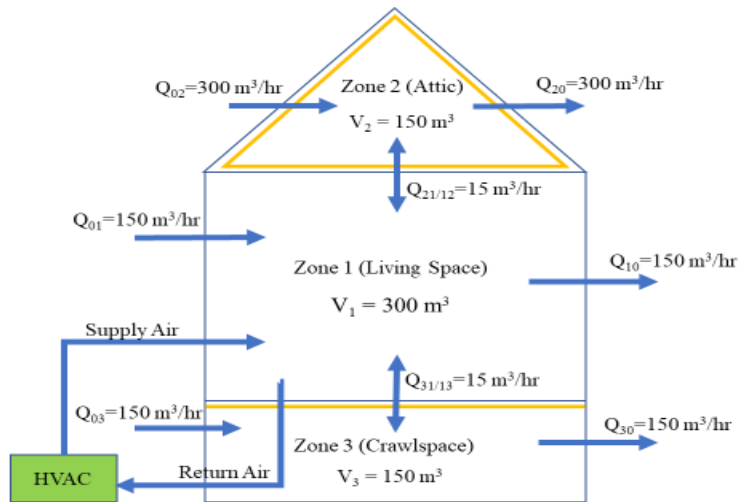 Q₀₂=300 m³/hr
Zone 2 (Attic)
V₂ = 150 m³
Q₂₀=300 m³/hr
Q₂₁/₁₂=15 m³/hr
Q₀₁=150 m³/hr
Zone 1 (Living Space)
V₁ = 300 m³
Q₁₀=150 m³/hr
Supply Air
Q₃₁/₁₃=15 m³/hr
Q₀₃=150 m³/hr
Q₃₀=150 m³/hr
Zone 3 (Crawlspace)
V₃ = 150 m³
Return Air
HVAC